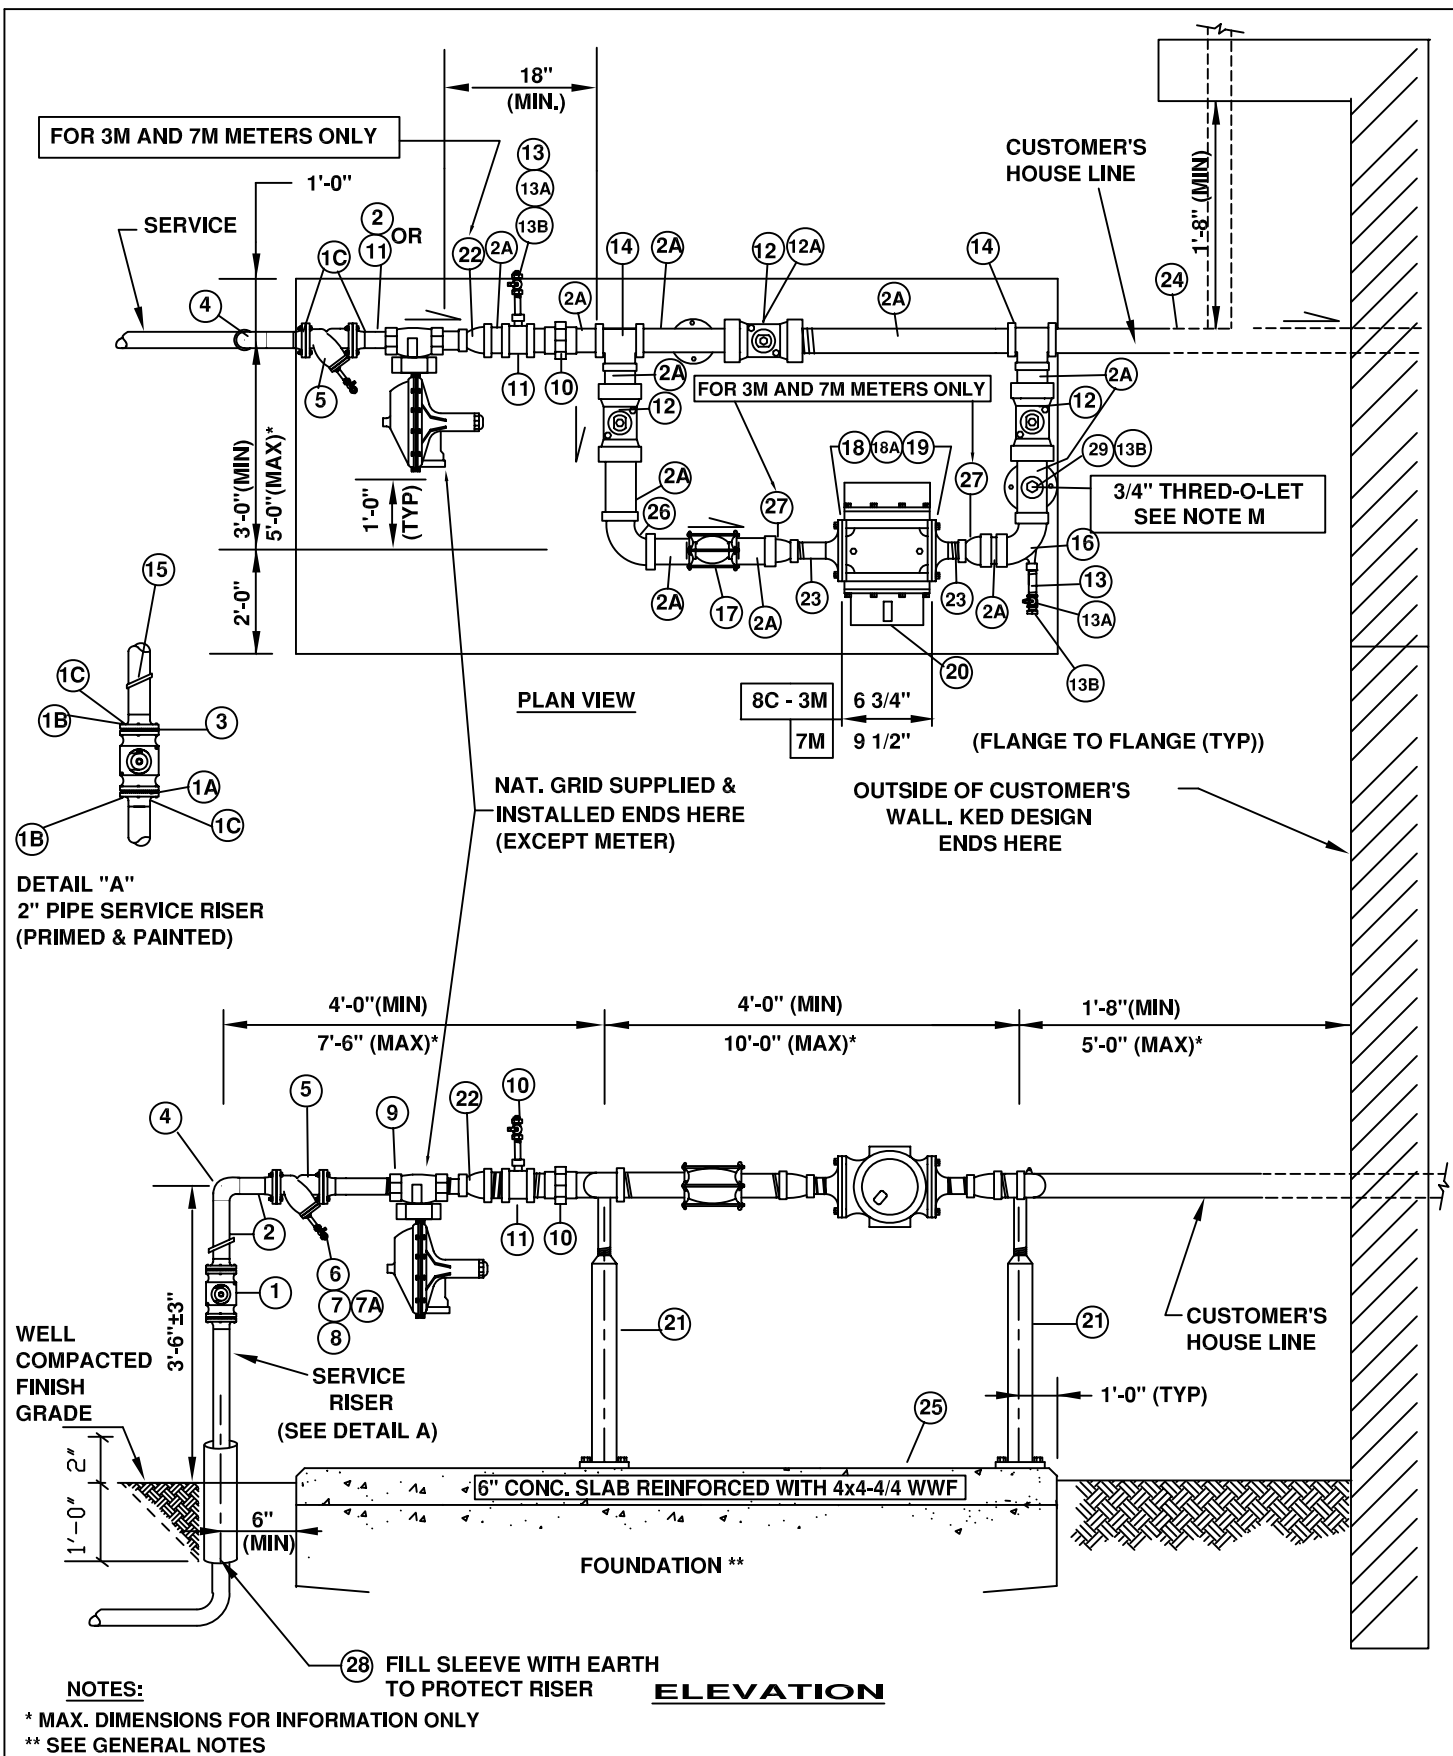 18"
(MIN.)
FOR 3M AND 7M METERS ONLY
1'-0"
SERVICE
13
13A
13B
CUSTOMER'S
HOUSE LINE
1'-8" (MIN)
2
OR
11
1C
22
2A
14
2A
12
12A
14
4
2A
2A
24
5
11
10
2A
FOR 3M AND 7M METERS ONLY
12
2A
12
3'-0"(MIN)
5'-0"(MAX)*
1'-0"
(TYP)
18
18A
19
29
13B
2A
27
27
3/4" THRED-O-LET
SEE NOTE M
26
16
15
2'-0"
2A
17
2A
23
23
2A
13
13A
20
13B
1C
1B
3
1A
1B
1C
PLAN VIEW
8C - 3M
6 3/4"
7M
9 1/2"
(FLANGE TO FLANGE (TYP))
NAT. GRID SUPPLIED &
INSTALLED ENDS HERE
(EXCEPT METER)
OUTSIDE OF CUSTOMER'S
WALL. KED DESIGN
ENDS HERE
DETAIL "A"
2" PIPE SERVICE RISER
(PRIMED & PAINTED)
4'-0"(MIN)
7'-6" (MAX)*
4'-0" (MIN)
10'-0" (MAX)*
1'-8"(MIN)
5'-0" (MAX)*
4
5
9
22
10
2
11
10
6
7
7A
8
1
3'-6"±3"
21
21
CUSTOMER'S
HOUSE LINE
WELL
COMPACTED
FINISH
GRADE
SERVICE
RISER
(SEE DETAIL A)
25
1'-0" (TYP)
2"
1'-0"
6"
(MIN)
6" CONC. SLAB REINFORCED WITH 4x4-4/4 WWF
FOUNDATION **
28
FILL SLEEVE WITH EARTH
TO PROTECT RISER
ELEVATION
NOTES:
* MAX. DIMENSIONS FOR INFORMATION ONLY
** SEE GENERAL NOTES